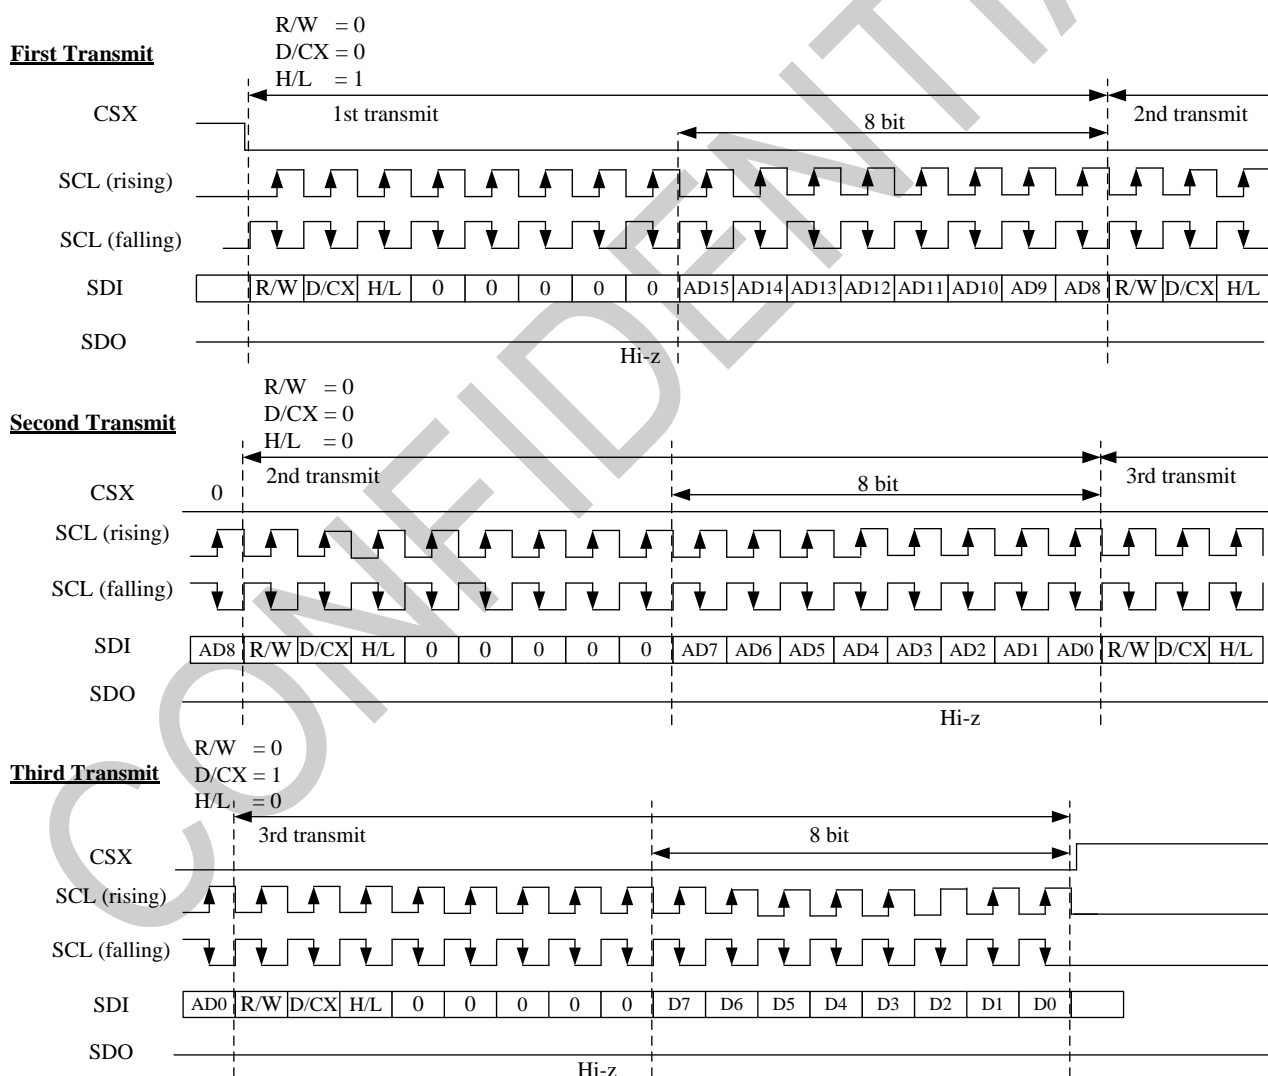 R/W = 0
First Transmit
D/CX = 0
H/L = 1
CSX
1st transmit
8 bit
2nd transmit
SCL (rising)
SCL (falling)
SDI
R/W D/CX H/L 0 0 0 0 0 AD15 AD14 AD13 AD12 AD11 AD10 AD9 AD8 R/W D/CX H/L
SDO
Hi-z
R/W = 0
Second Transmit
D/CX = 0
H/L = 0
2nd transmit
8 bit
3rd transmit
CSX 0
SCL (rising)
SCL (falling)
SDI
AD8 R/W D/CX H/L 0 0 0 0 0 AD7 AD6 AD5 AD4 AD3 AD2 AD1 AD0 R/W D/CX H/L
SDO
Hi-z
R/W = 0
Third Transmit
D/CX = 1
H/L = 0
3rd transmit
8 bit
CSX
SCL (rising)
SCL (falling)
SDI
AD0 R/W D/CX H/L 0 0 0 0 0 D7 D6 D5 D4 D3 D2 D1 D0
SDO
Hi-z
CONFIDENTIA